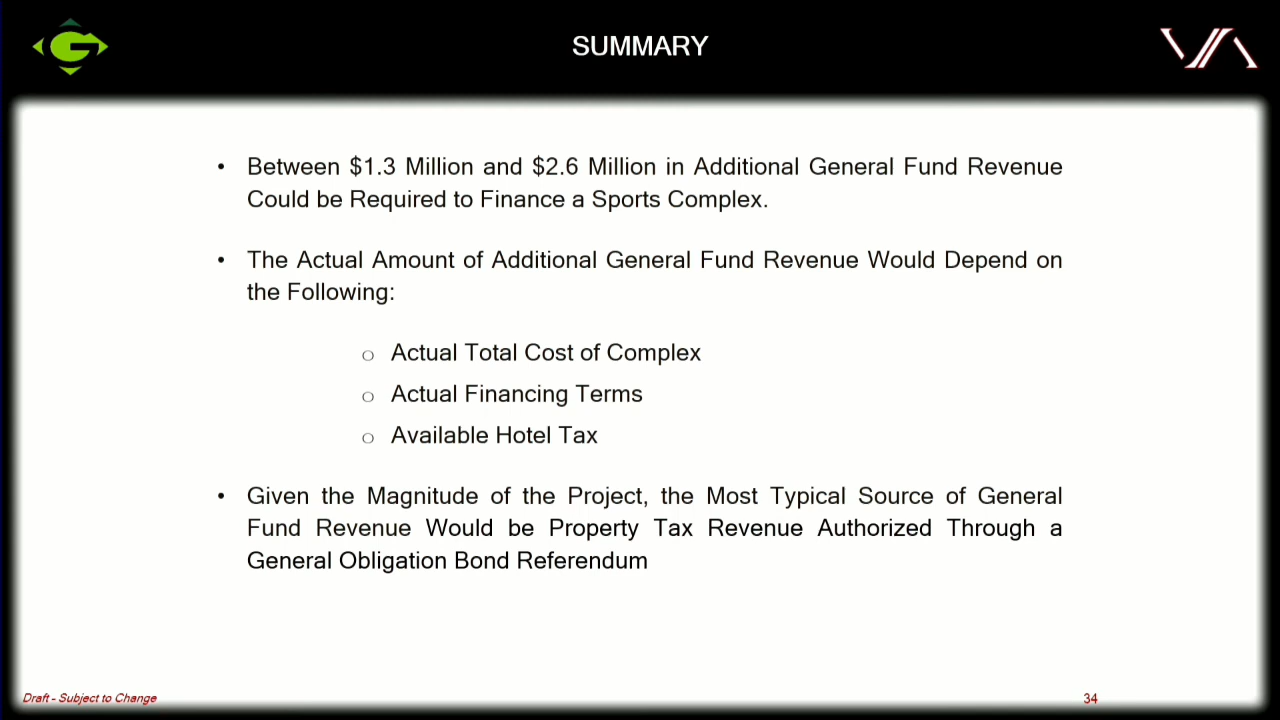 SUMMARY
• Between $1.3 Million and $2.6 Million in Additional General Fund Revenue
Could be Required to Finance a Sports Complex.
• The Actual Amount of Additional General Fund Revenue Would Depend on
the Following:
o Actual Total Cost of Complex
o Actual Financing Terms
o Available Hotel Tax
• Given the Magnitude of the Project, the Most Typical Source of General
Fund Revenue Would be Property Tax Revenue Authorized Through a
General Obligation Bond Referendum
Draft - Subject to Change
34